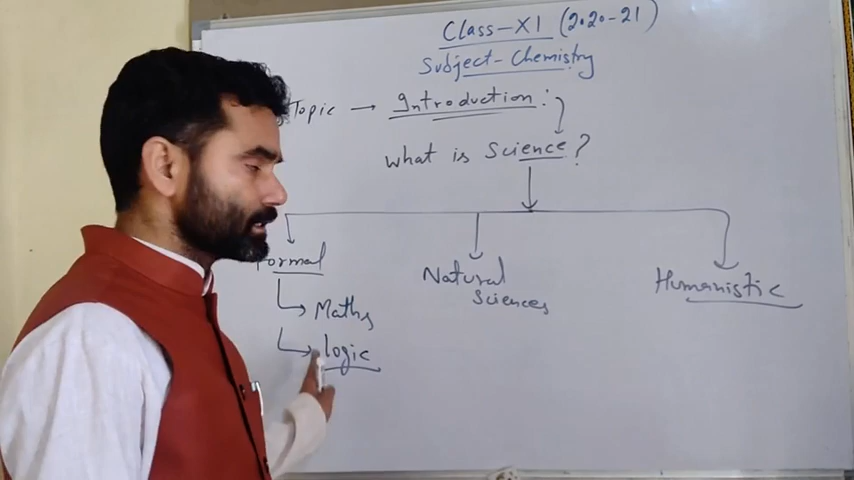 Class-XI (2020-21)
Subject- Chemistry
Topic → Introduction:
What is Science?
Formal
Natural
Sciences
Humanistic
Maths
logic